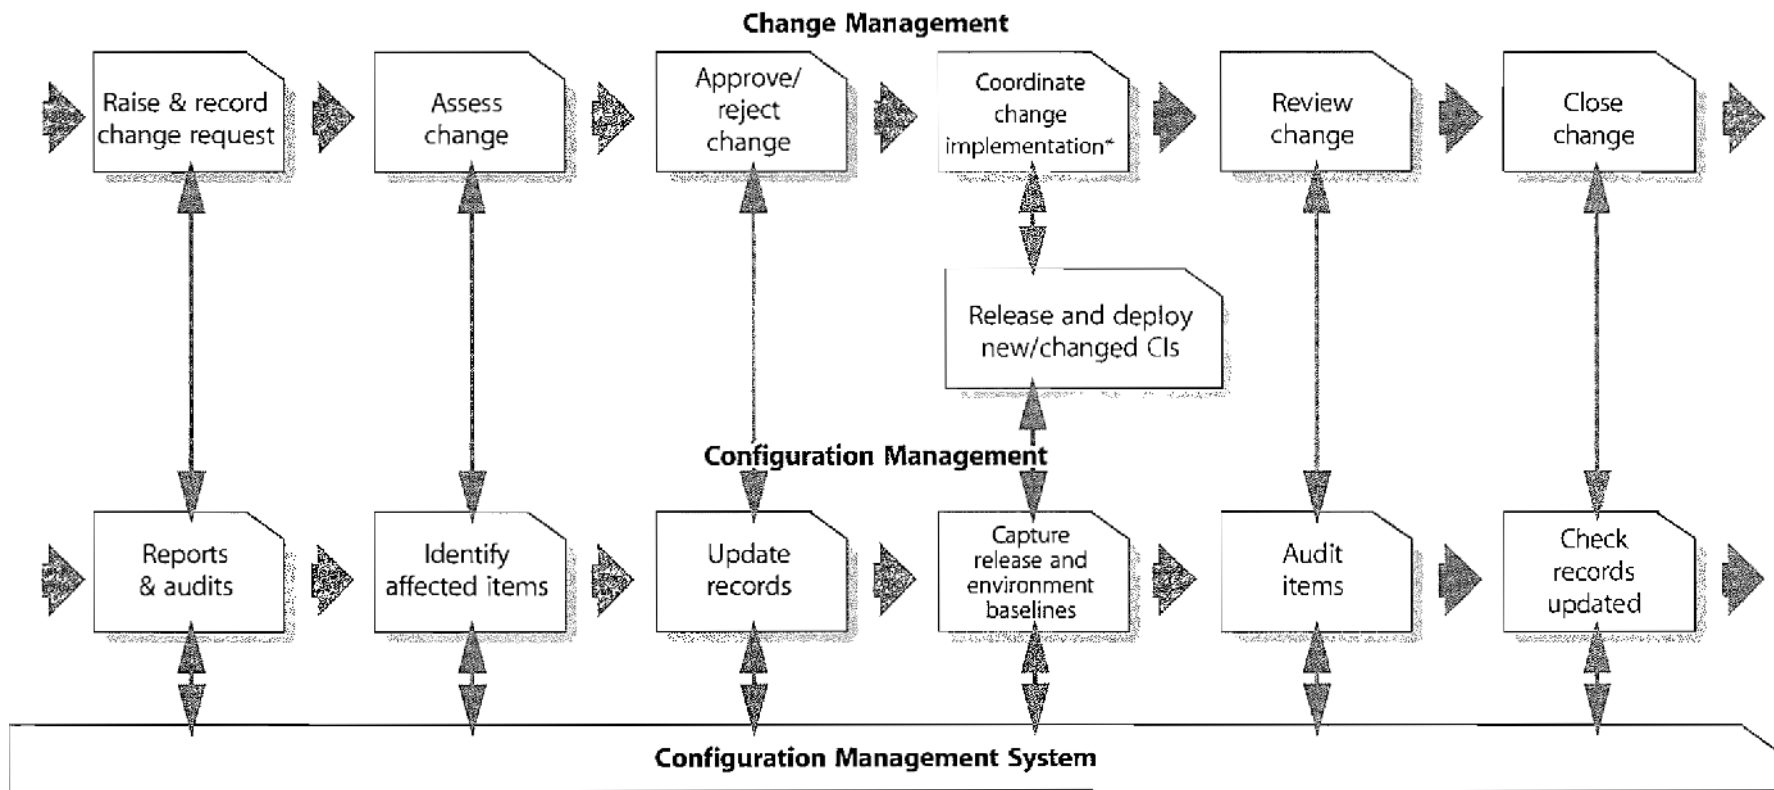 Change Management
Raise & record
change request
Assess
change
Approve/
reject
change
Coordinate
change
implementation*
Review
change
Close
change
Release and deploy
new/changed CIs
Configuration Management
Reports
& audits
Identify
affected items
Update
records
Capture
release and
environment
baselines
Audit
items
Check
records
updated
Configuration Management System